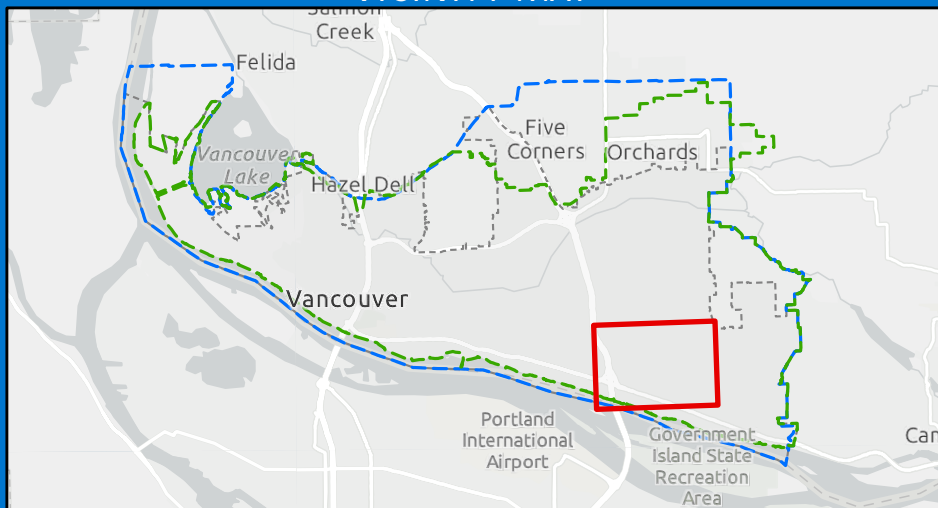 Salmon
Creek
Felida
Five
Corners
Orchards
Vancouver
Lake
Hazel Dell
Vancouver
Portland
International
Airport
Government
Island State
Recreation
Area